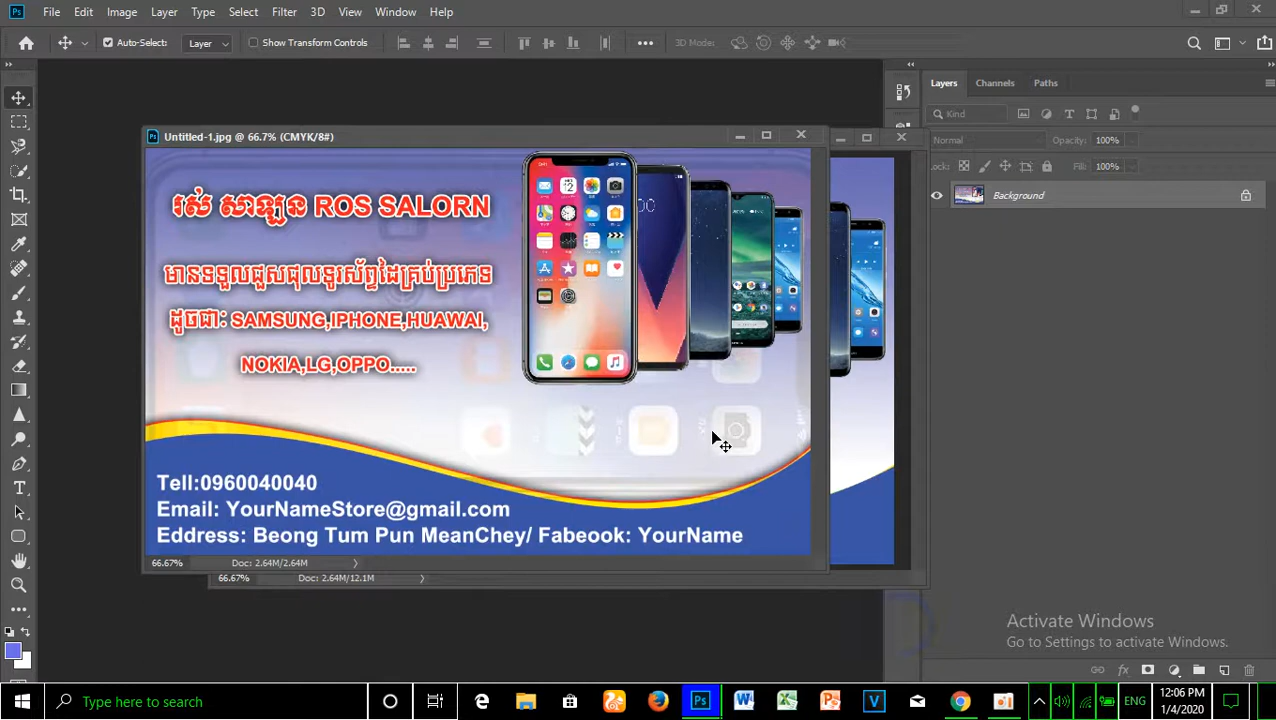 File Edit Image Layer Type Select Filter 3D View Window Help
Auto-Select: Layer Show Transform Controls 3D Mode:
Layers Channels Paths
Kind
Normal Opacity: 100%
Lock: Fill: 100%
Background
Untitled-1.jpg @ 66.7% (CMYK/8#)
រស់ សាឡន ROS SALORN
មានទទួលជួសជុលទូរស័ព្ទដៃគ្រប់ប្រភេទ
ដូចជា: SAMSUNG,IPHONE,HUAWAI,
NOKIA,LG,OPPO.....
Tell:0960040040
Email: YourNameStore@gmail.com
Eddress: Beong Tum Pun MeanChey/ Fabeook: YourName
66.67% Doc: 2.64M/2.64M
66.67% Doc: 2.64M/12.1M
Activate Windows
Go to Settings to activate Windows.
Type here to search
ENG
12:06 PM
1/4/2020